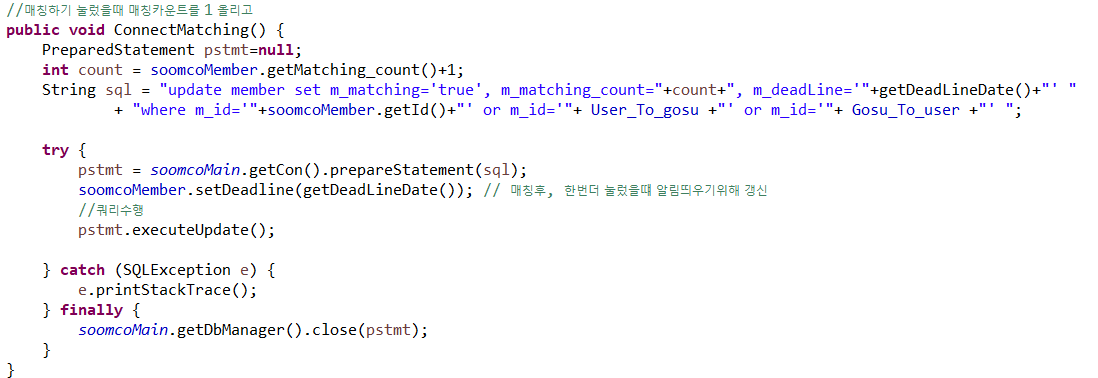 //매칭하기 눌렀을때 매칭카운트를 1 올리고
public void ConnectMatching() {
    PreparedStatement pstmt=null;
    int count = soomcoMember.getMatching_count()+1;
    String sql = "update member set m_matching='true', m_matching_count="+count+", m_deadLine='"+getDeadLineDate()+"' "
            + "where m_id='"+soomcoMember.getId()+"' or m_id='"+ User_To_gosu +"' or m_id='"+ Gosu_To_user +"' ";
    try {
        pstmt = soomcoMain.getCon().prepareStatement(sql);
        soomcoMember.setDeadline(getDeadLineDate()); // 매칭후, 한번더 눌렀을때 알림띄우기위해 갱신
        //쿼리수행
        pstmt.executeUpdate();
    } catch (SQLException e) {
        e.printStackTrace();
    } finally {
        soomcoMain.getDbManager().close(pstmt);
    }
}